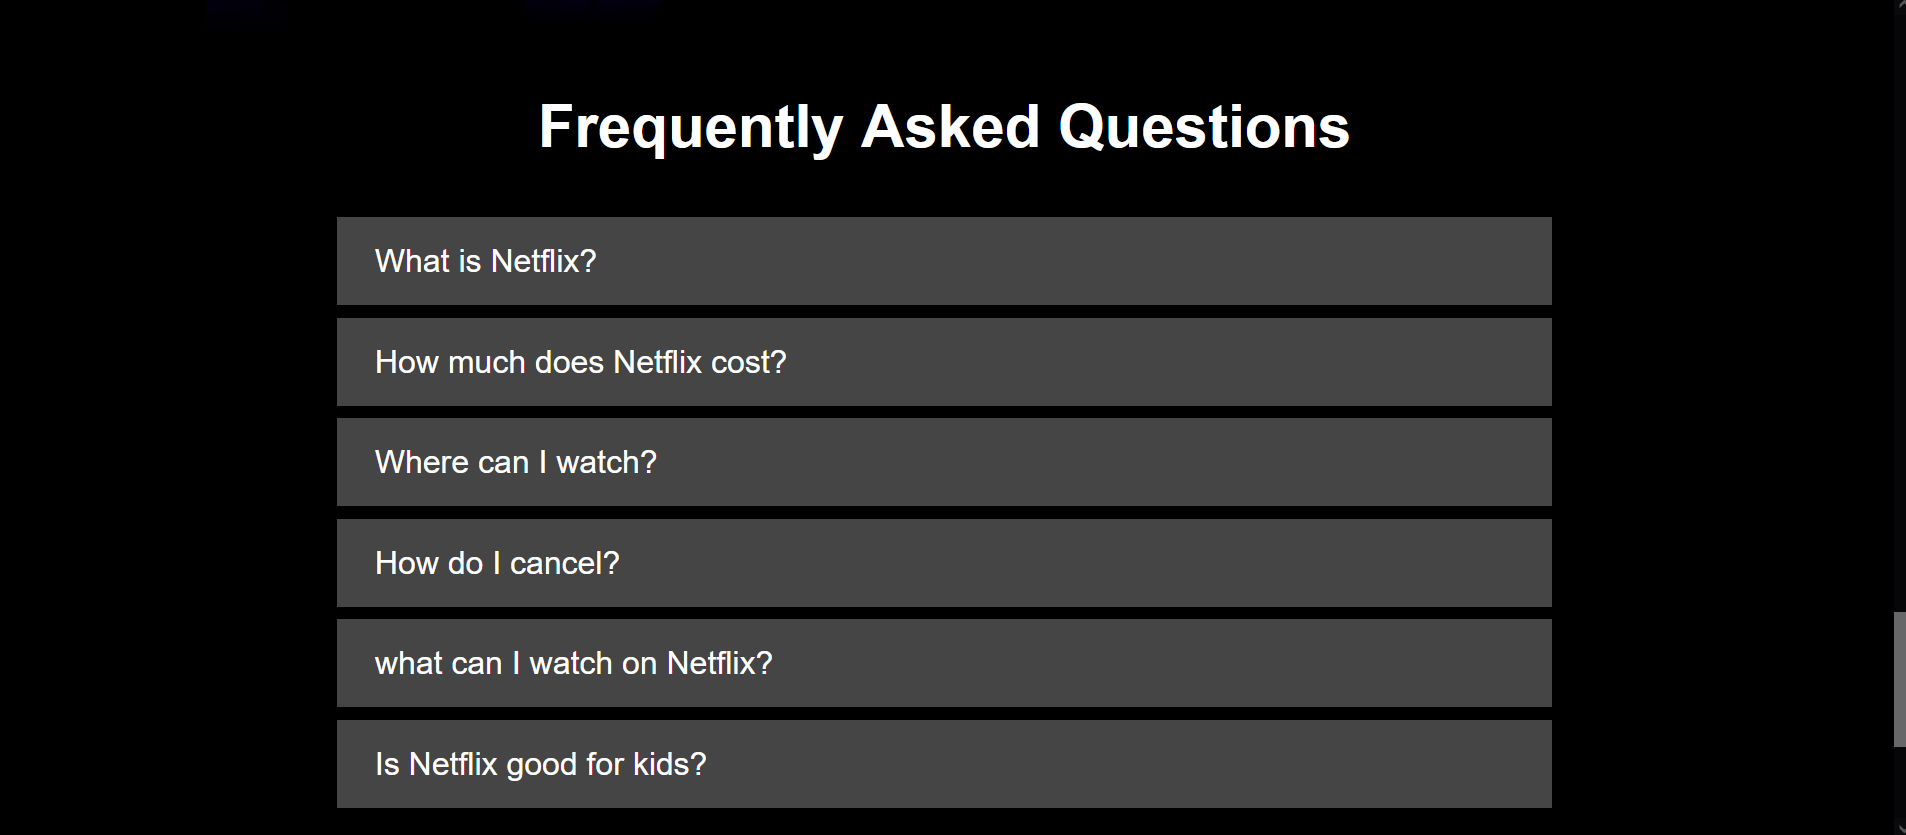 Frequently Asked Questions
What is Netflix?
How much does Netflix cost?
Where can I watch?
How do I cancel?
what can I watch on Netflix?
Is Netflix good for kids?